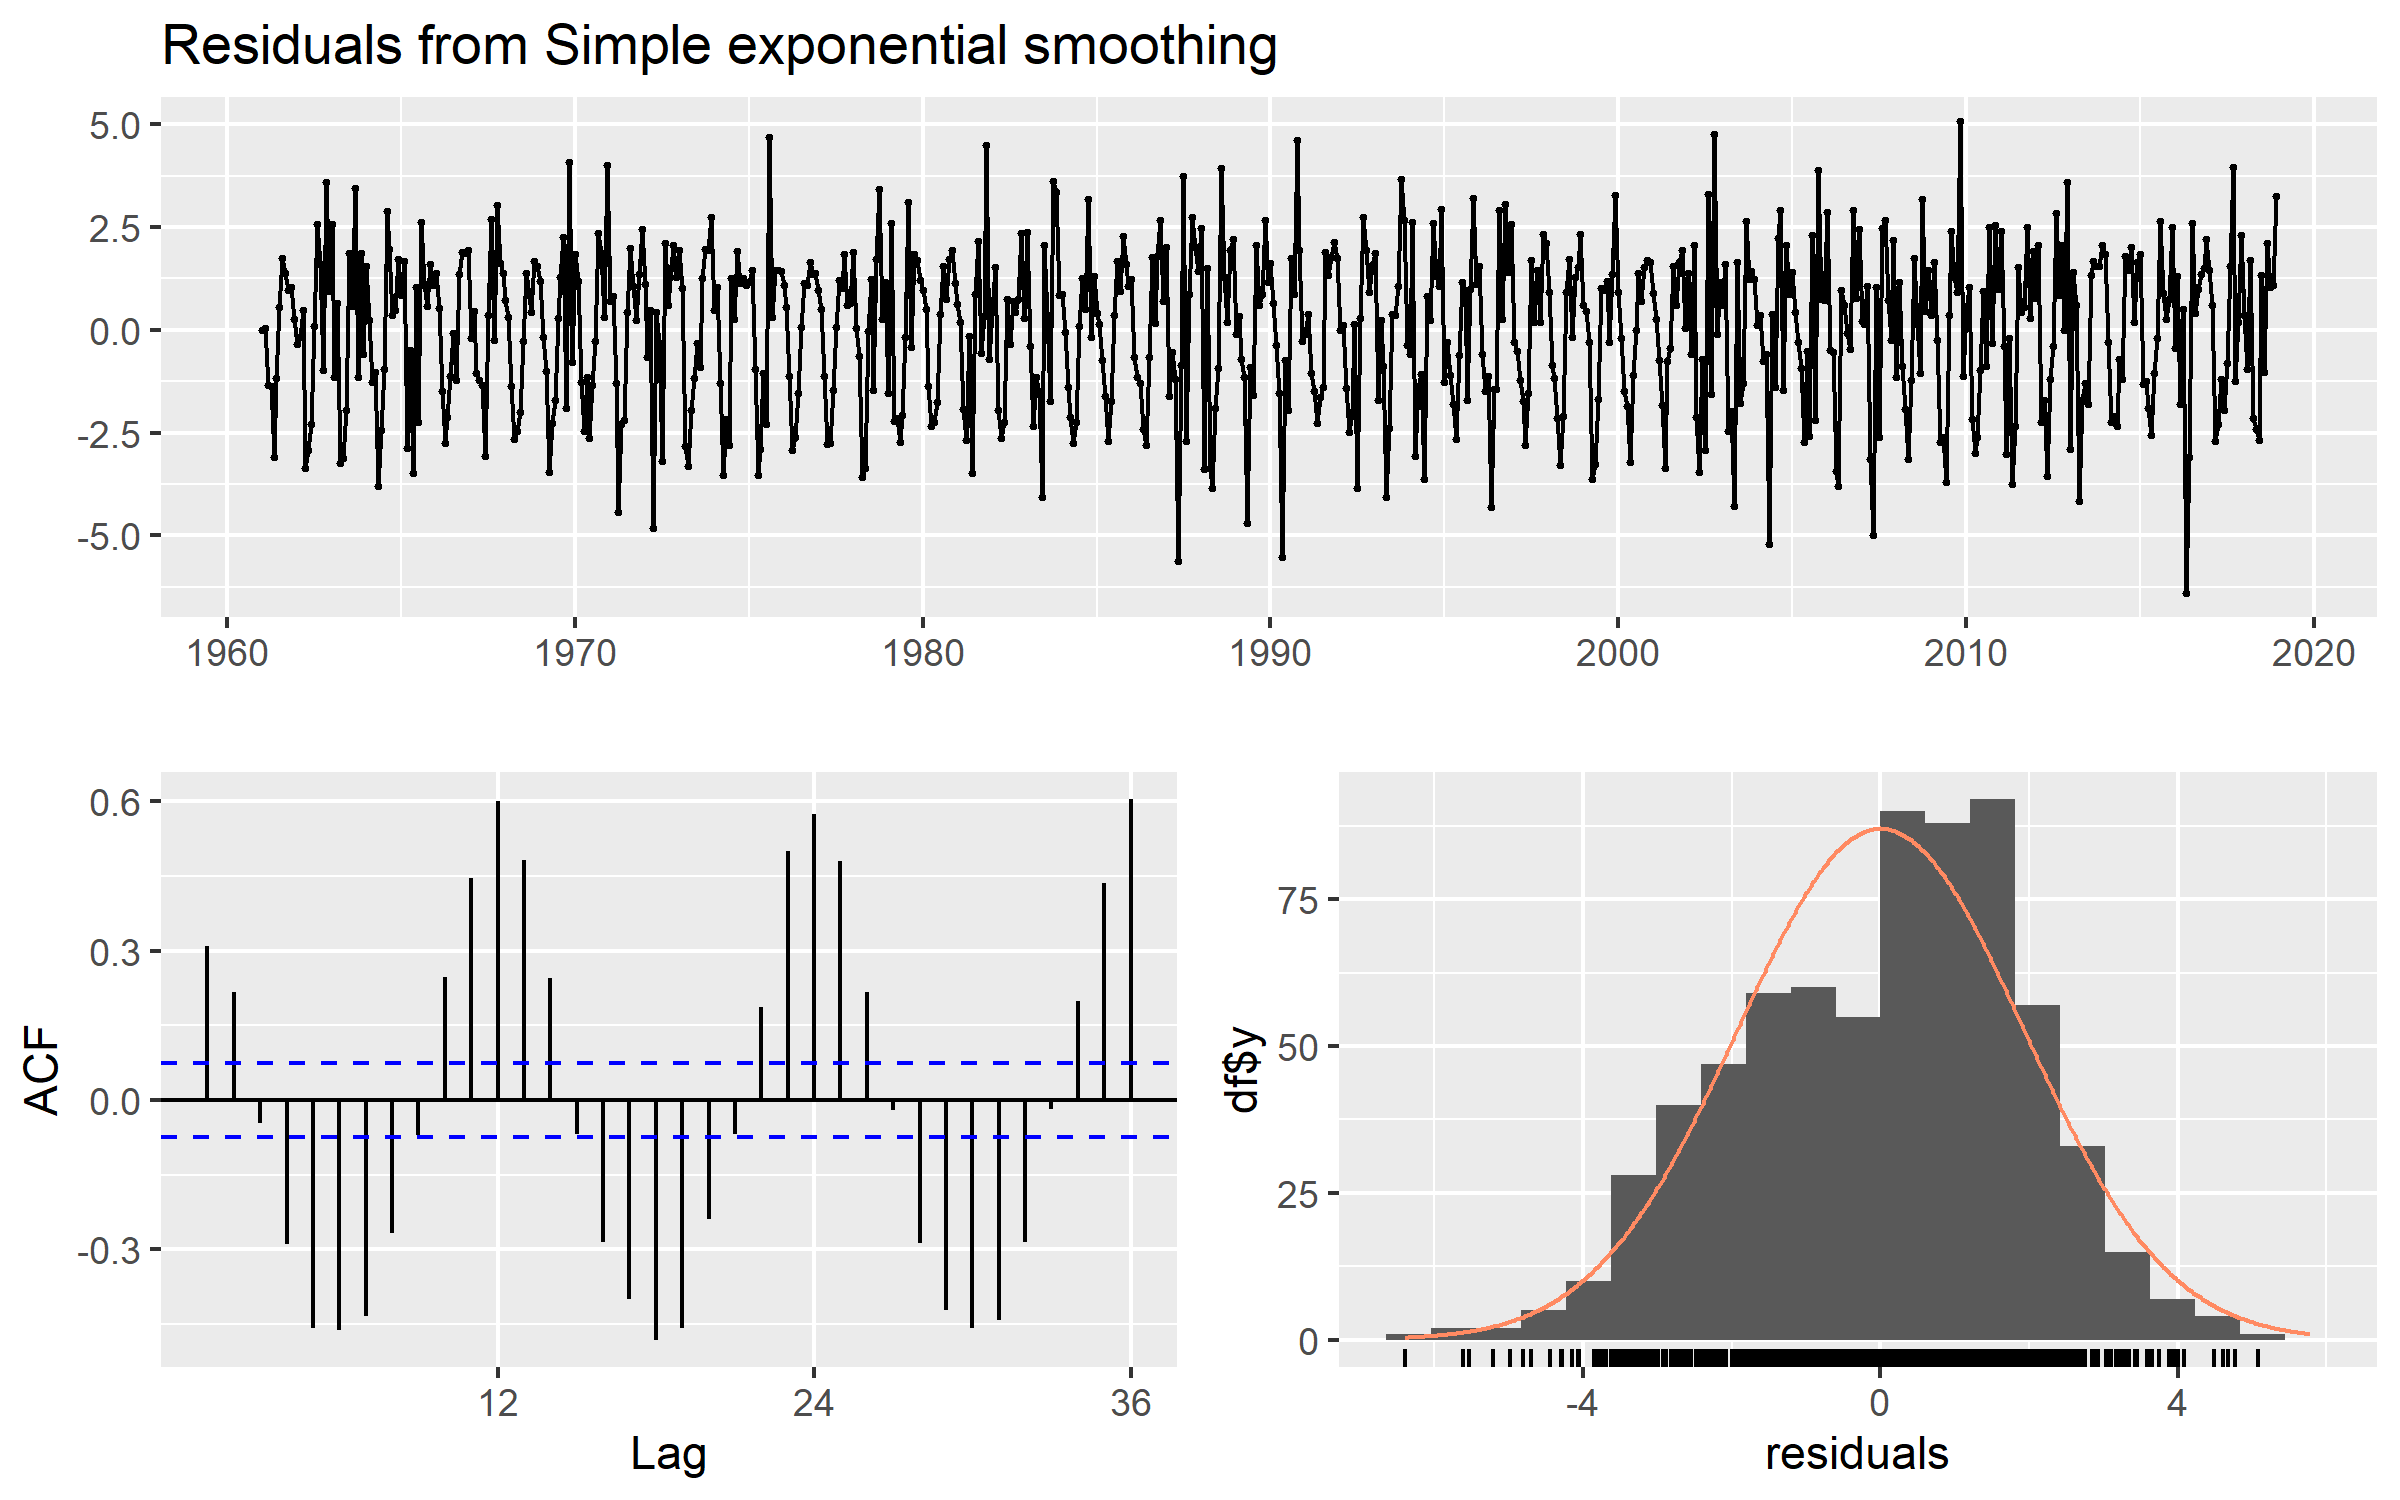 Residuals from Simple exponential smoothing
5.0
2.5
0.0
-2.5
-5.0
1960 1970 1980 1990 2000 2010 2020
0.6
0.3
0.0
-0.3
ACF
12 24 36
Lag
75
50
25
0
df$y
-4 0 4
residuals